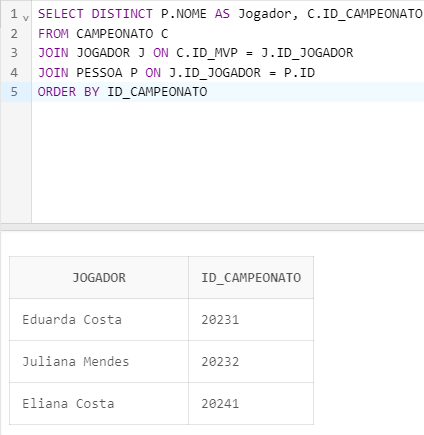 1 SELECT DISTINCT P.NOME AS Jogador, C.ID_CAMPEONATO
2 FROM CAMPEONATO C
3 JOIN JOGADOR J ON C.ID_MVP = J.ID_JOGADOR
4 JOIN PESSOA P ON J.ID_JOGADOR = P.ID
5 ORDER BY ID_CAMPEONATO
JOGADOR ID_CAMPEONATO
Eduarda Costa 20231
Juliana Mendes 20232
Eliana Costa 20241